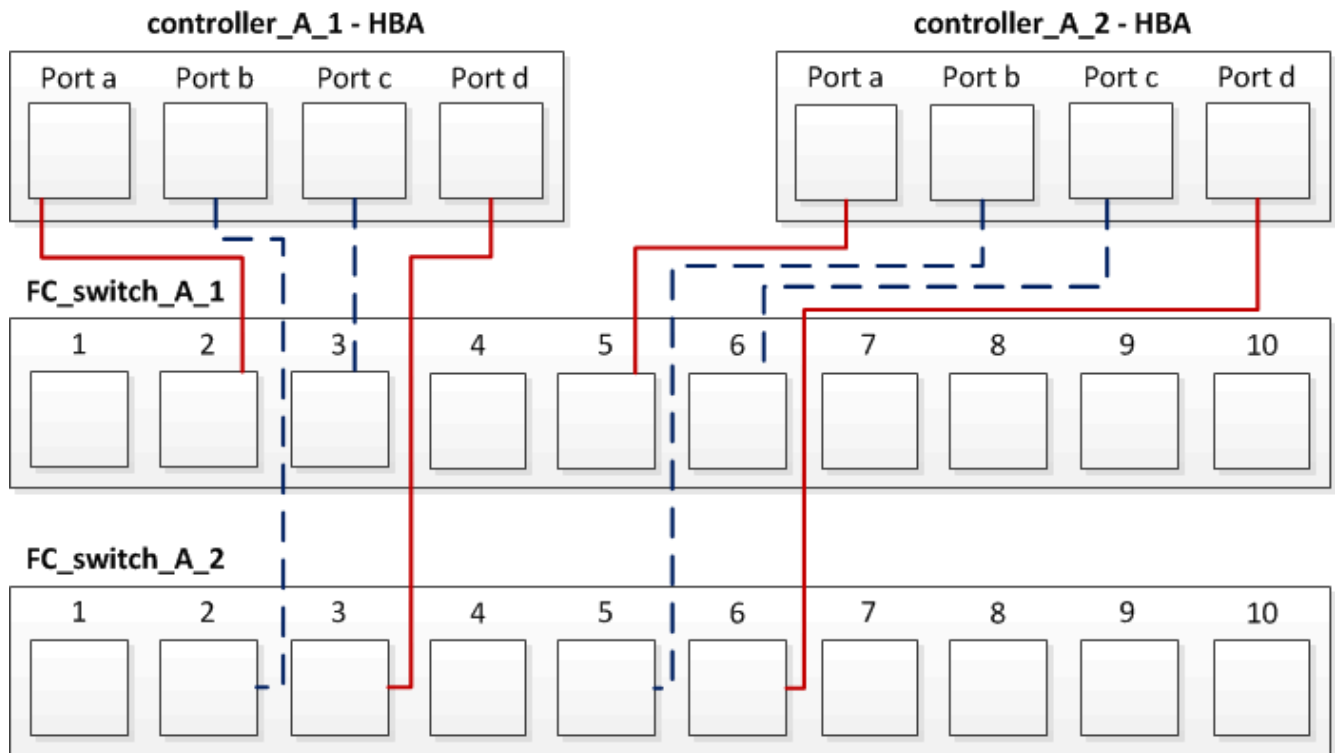 controller_A_1 - HBA controller_A_2 - HBA
Port a Port b Port c Port d Port a Port b Port c Port d
FC_switch_A_1
1 2 3 4 5 6 7 8 9 10
FC_switch_A_2
1 2 3 4 5 6 7 8 9 10